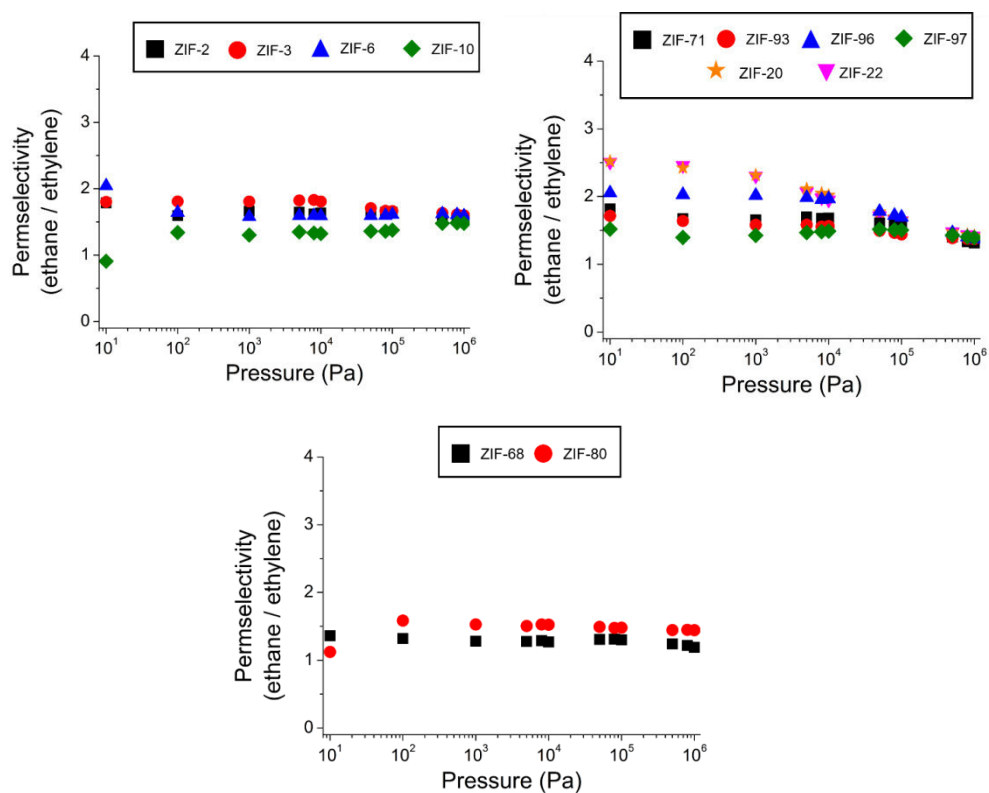 ZIF-2 ZIF-3 ZIF-6 ZIF-10
4
3
2
1
0
Permselectivity
(ethane / ethylene)
10¹ 10² 10³ 10⁴ 10⁵ 10⁶
Pressure (Pa)
ZIF-71 ZIF-93 ZIF-96 ZIF-97
ZIF-20 ZIF-22
4
3
2
1
0
Permselectivity
(ethane / ethylene)
10¹ 10² 10³ 10⁴ 10⁵ 10⁶
Pressure (Pa)
ZIF-68 ZIF-80
4
3
2
1
0
Permselectivity
(ethane / ethylene)
10¹ 10² 10³ 10⁴ 10⁵ 10⁶
Pressure (Pa)